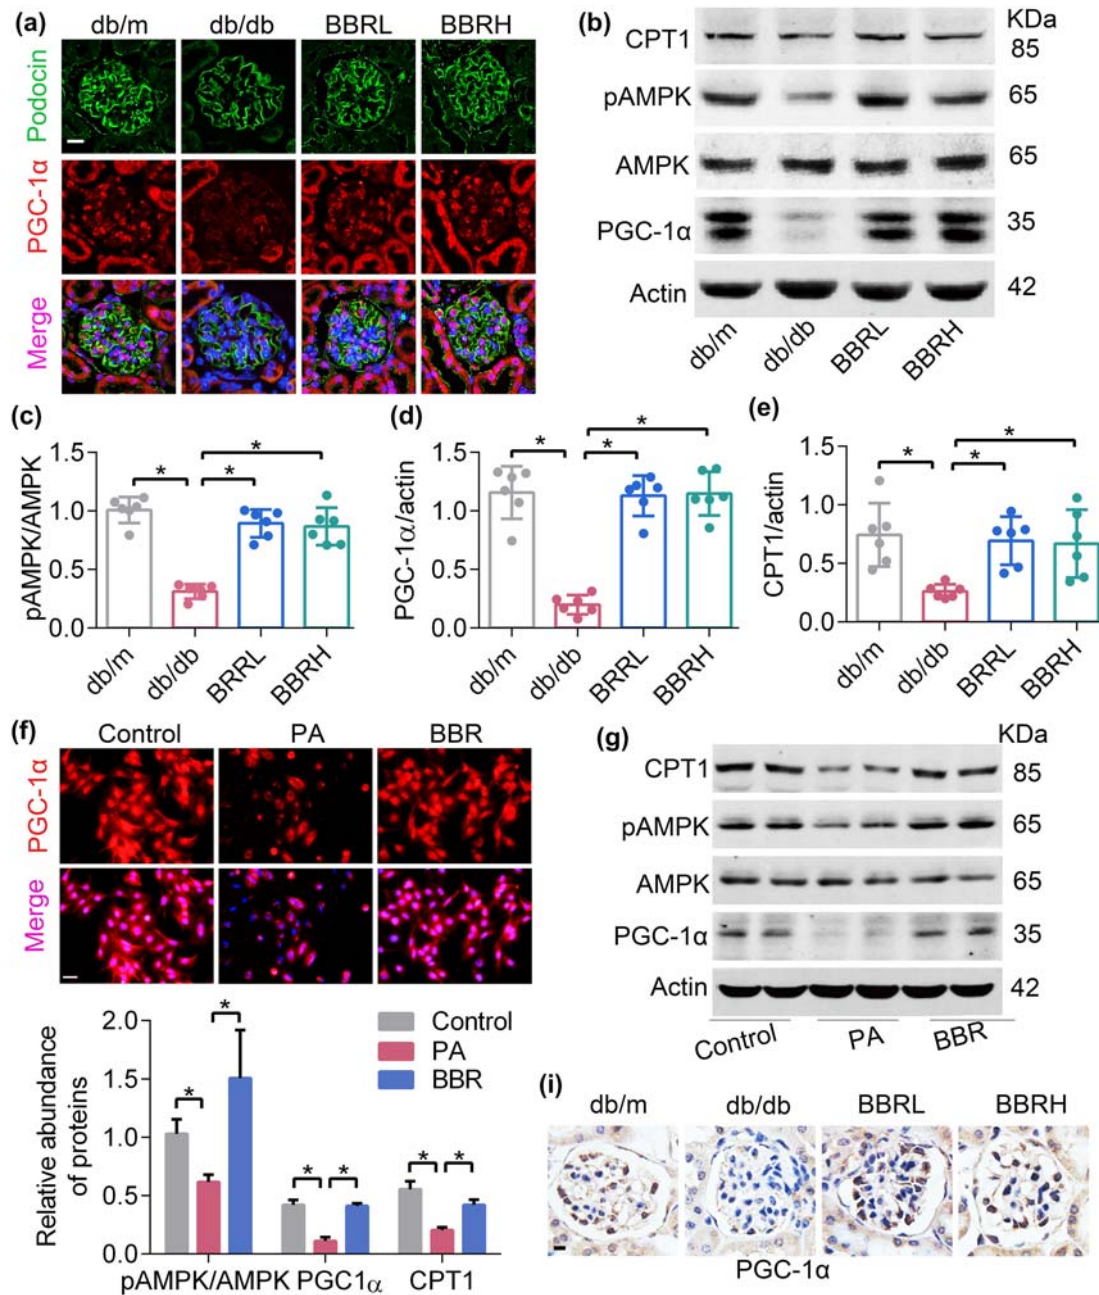 (a)
db/m db/db BBRL BBRH
Podocin
PGC-1α
Merge
(b)
KDa
CPT1 85
pAMPK 65
AMPK 65
PGC-1α 35
Actin 42
db/m db/db BBRL BBRH
(c)
pAMPK/AMPK
1.5
1.0
0.5
0.0
* * *
db/m db/db BRRL BBRH
(d)
PGC-1α/actin
1.5
1.0
0.5
0.0
* * *
db/m db/db BRRL BBRH
(e)
CPT1/actin
1.5
1.0
0.5
0.0
* * *
db/m db/db BBRL BBRH
(f)
Control PA BBR
PGC-1α
Merge
(g)
KDa
CPT1 85
pAMPK 65
AMPK 65
PGC-1α 35
Actin 42
Control PA BBR
Relative abundance
of proteins
2.0
1.5
1.0
0.5
0.0
* * * * * *
Control
PA
BBR
pAMPK/AMPK PGC1α CPT1
(i)
db/m db/db BBRL BBRH
PGC-1α